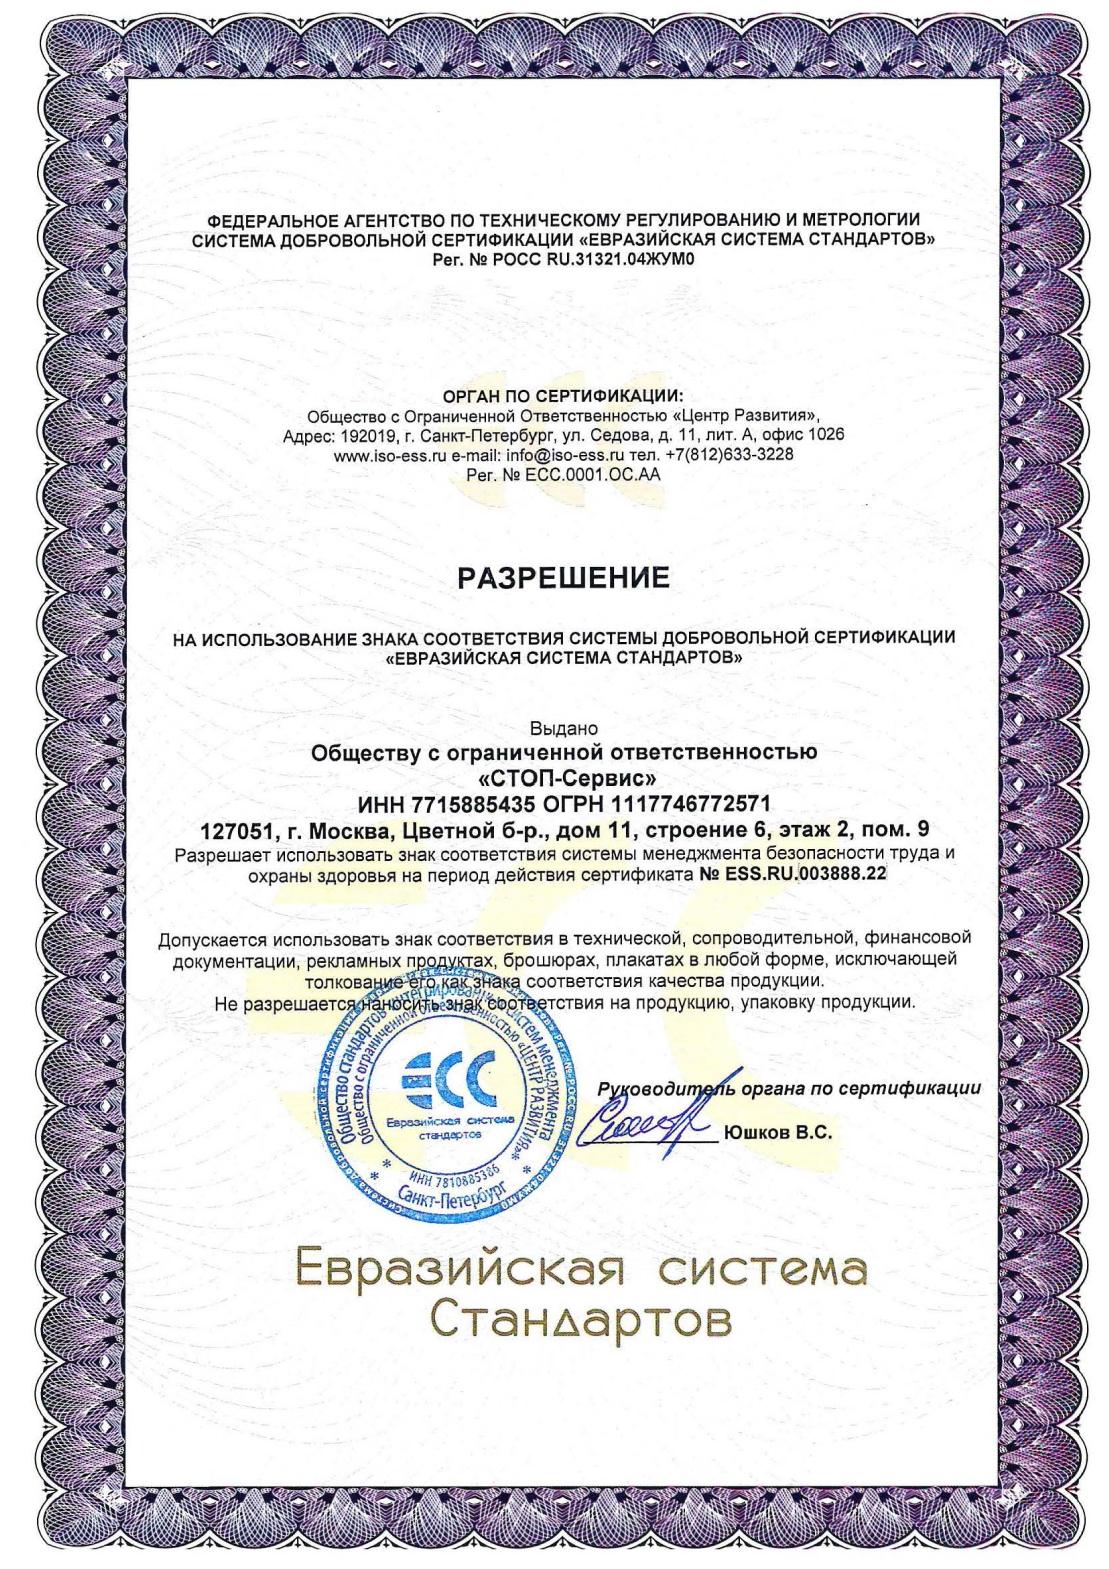 ФЕДЕРАЛЬНОЕ АГЕНТСТВО ПО ТЕХНИЧЕСКОМУ РЕГУЛИРОВАНИЮ И МЕТРОЛОГИИ
СИСТЕМА ДОБРОВОЛЬНОЙ СЕРТИФИКАЦИИ «ЕВРАЗИЙСКАЯ СИСТЕМА СТАНДАРТОВ»
Рег. № РОСС RU.31321.04ЖУМ0
ОРГАН ПО СЕРТИФИКАЦИИ:
Общество с Ограниченной Ответственностью «Центр Развития»,
Адрес: 192019, г. Санкт-Петербург, ул. Седова, д. 11, лит. А, офис 1026
www.iso-ess.ru e-mail: info@iso-ess.ru тел. +7(812)633-3228
Рег. № ЕСС.0001.ОС.АА
РАЗРЕШЕНИЕ
НА ИСПОЛЬЗОВАНИЕ ЗНАКА СООТВЕТСТВИЯ СИСТЕМЫ ДОБРОВОЛЬНОЙ СЕРТИФИКАЦИИ
«ЕВРАЗИЙСКАЯ СИСТЕМА СТАНДАРТОВ»
Выдано
Обществу с ограниченной ответственностью
«СТОП-Сервис»
ИНН 7715885435 ОГРН 1117746772571
127051, г. Москва, Цветной б-р., дом 11, строение 6, этаж 2, пом. 9
Разрешает использовать знак соответствия системы менеджмента безопасности труда и
охраны здоровья на период действия сертификата № ESS.RU.003888.22
Допускается использовать знак соответствия в технической, сопроводительной, финансовой
документации, рекламных продуктах, брошюрах, плакатах в любой форме, исключающей
толкование его как знака соответствия качества продукции.
Не разрешается наносить знак соответствия на продукцию, упаковку продукции.
Общество стандартов интегрированных систем менеджмента
Общество с ограниченной ответственностью «ЦЕНТР РАЗВИТИЯ»
ЕСС
Евразийская система
стандартов
ИНН 7810885386
Санкт-Петербург
Руководитель органа по сертификации
Юшков В.С.
Евразийская система
Стандартов